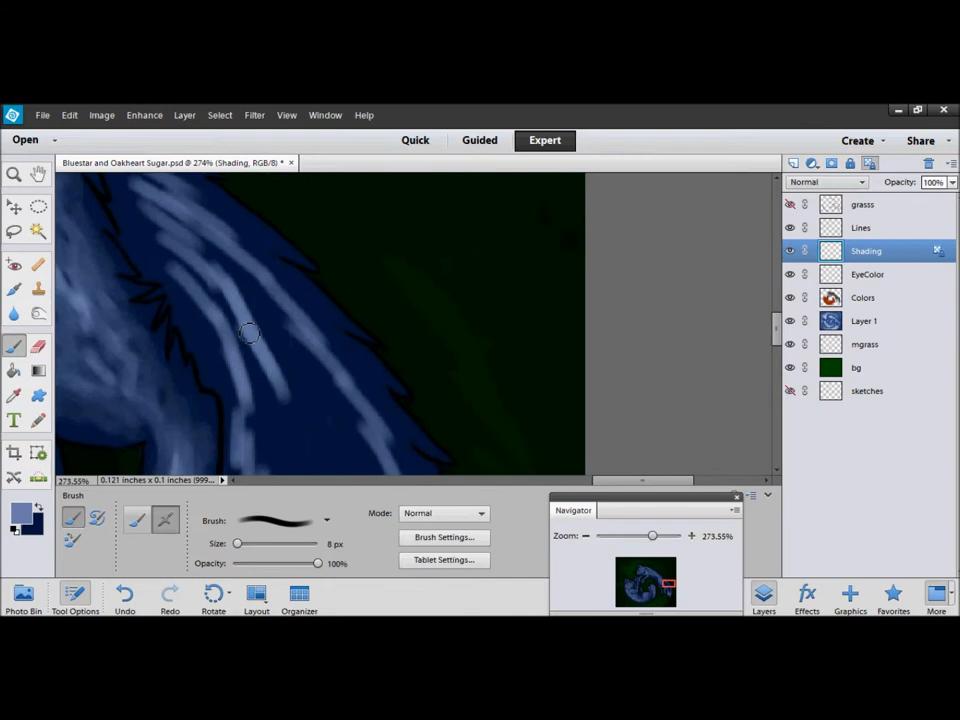 File Edit Image Enhance Layer Select Filter View Window Help
Open Quick Guided Expert Create Share
Bluestar and Oakheart Sugar.psd @ 274% (Shading, RGB/8) * ×
Normal Opacity: 100%
grasss
Lines
Shading
EyeColor
Colors
Layer 1
mgrass
bg
sketches
273.55% 0.121 inches x 0.1 inches (999...
Brush
Brush: Mode: Normal
Size: 8 px Brush Settings...
Opacity: 100% Tablet Settings...
Navigator
Zoom: 273.55%
Photo Bin Tool Options Undo Redo Rotate Layout Organizer Layers Effects Graphics Favorites More